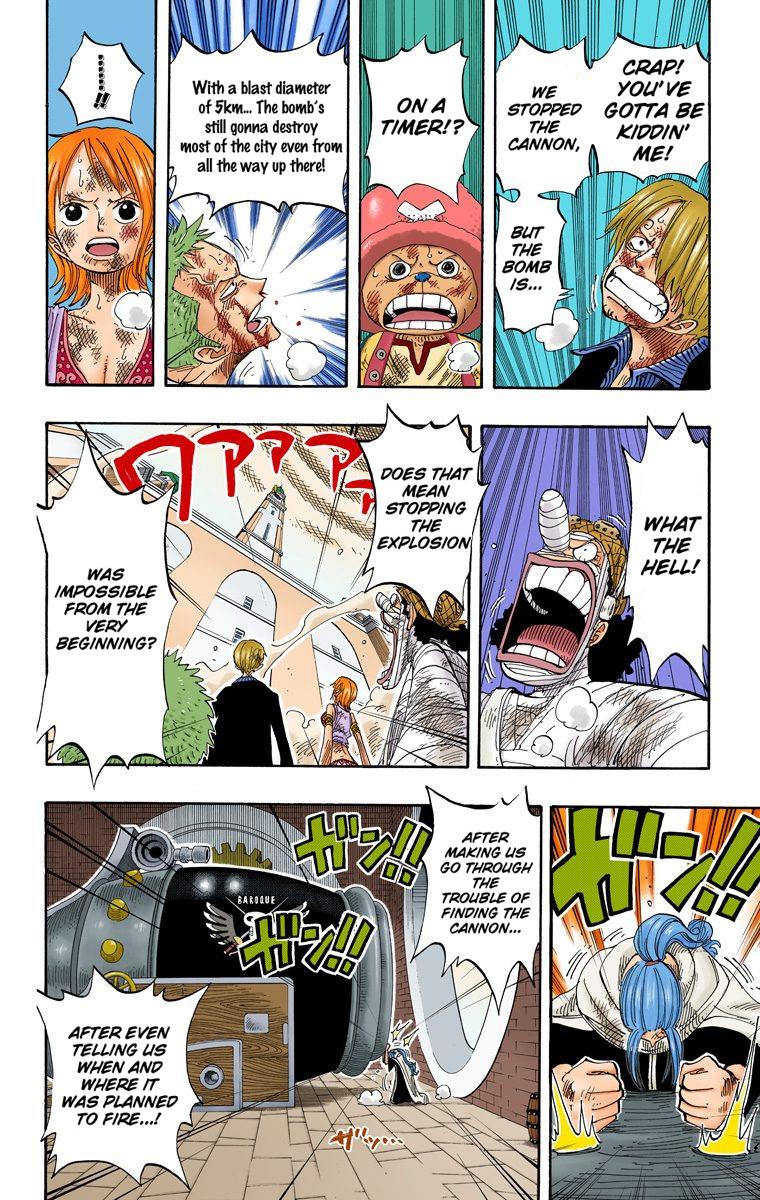 CRAP!
YOU'VE
GOTTA BE
KIDDIN'
ME!
WE
STOPPED
THE
CANNON,
BUT
THE
BOMB
IS...
ON A
TIMER!?
With a blast diameter
of 5km... The bomb's
still gonna destroy
most of the city even from
all the way up there!
......!!
WHAT
THE
HELL!
DOES THAT
MEAN
STOPPING
THE
EXPLOSION
WAS
IMPOSSIBLE
FROM THE
VERY
BEGINNING?
ワアアアア
ガン!!
AFTER
MAKING US
GO THROUGH
THE
TROUBLE OF
FINDING THE
CANNON...
ガン!!
ガン!!
BAROQUE
AFTER EVEN
TELLING US
WHEN AND
WHERE IT
WAS PLANNED
TO FIRE...!